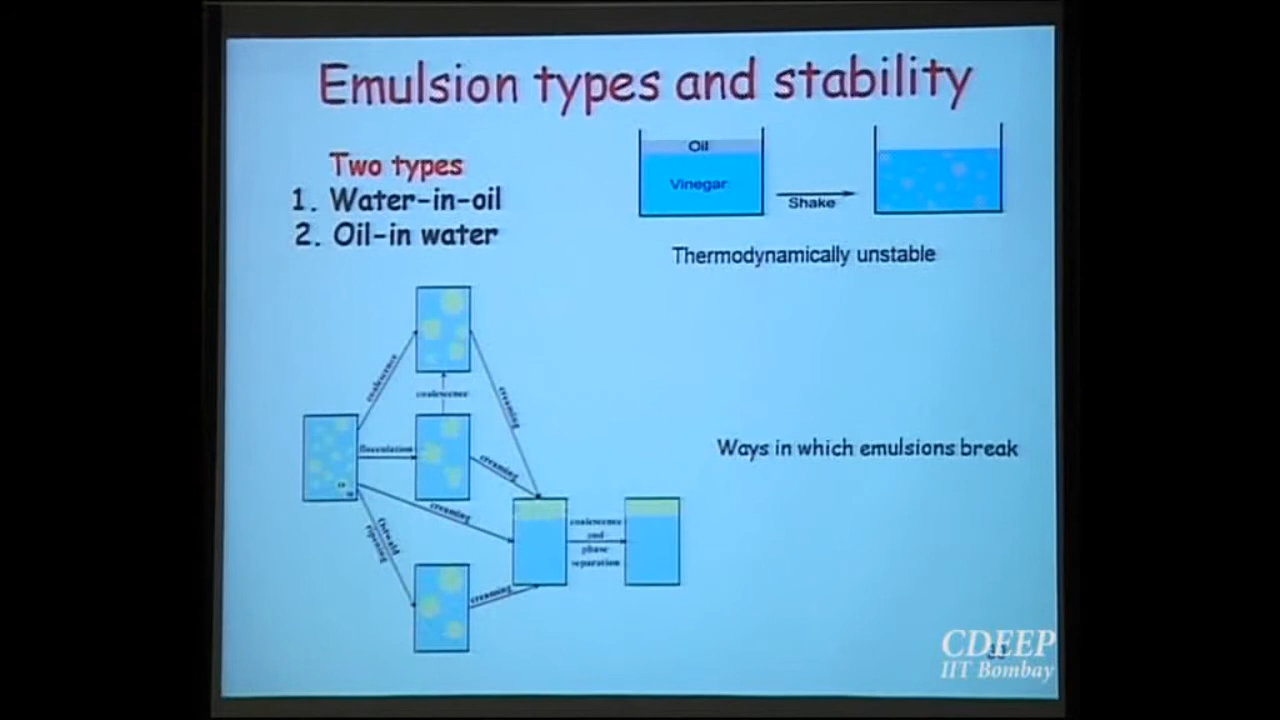 Emulsion types and stability
Two types
1. Water-in-oil
2. Oil-in water
Oil
Vinegar
Shake
Thermodynamically unstable
coalescence
coalescence
creaming
flocculation
creaming
creaming
Ostwald
ripening
creaming
coalescence
and
phase
separation
Ways in which emulsions break
CDEEP
IIT Bombay